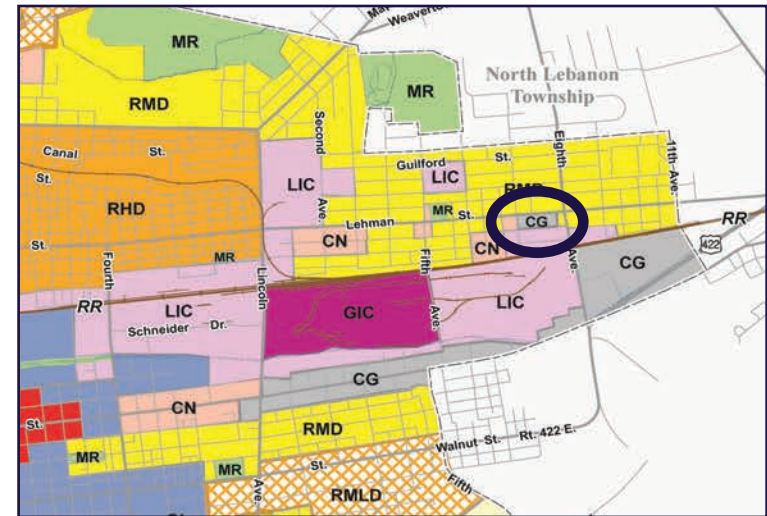 Weaverto
MR
North Lebanon
Township
MR
RMD
Second
Ave.
Eighth
Ave.
11th Ave.
Canal
St.
Guilford
St.
LIC
LIC
RHD
St.
MR
Lehman
St.
CG
RR
422
CN
CN
St.
MR
Fourth
Lincoln
Fifth
Ave.
CG
RR
LIC
GIC
LIC
Schneider Dr.
CG
CN
St.
RMD
Walnut St. Rt. 422 E.
MR
MR
St.
Ave.
RMLD
Fifth